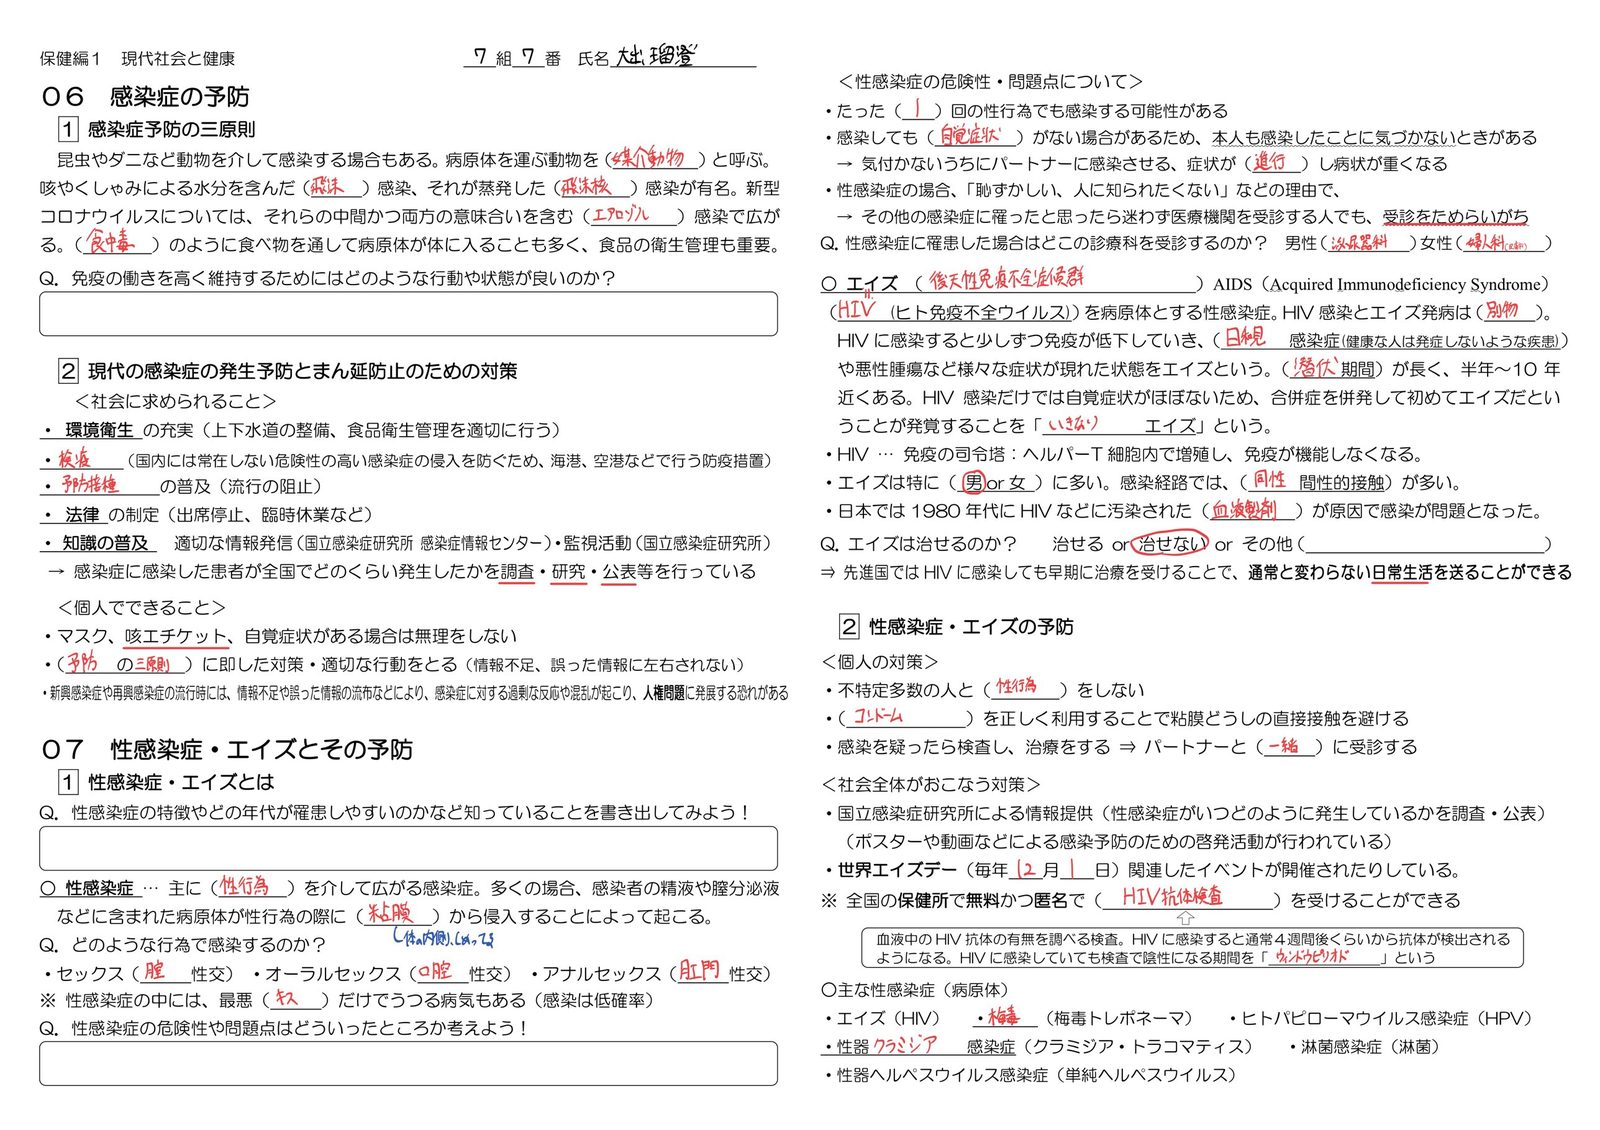 保健編1 現代社会と健康
7組7番 氏名 大出 瑠澄
06 感染症の予防
1 感染症予防の三原則
昆虫やダニなど動物を介して感染する場合もある。病原体を運ぶ動物を(媒介動物)と呼ぶ。
咳やくしゃみによる水分を含んだ(飛沫)感染、それが蒸発した(飛沫核)感染が有名。新型
コロナウイルスについては、それらの中間かつ両方の意味合いを含む(エアロゾル)感染で広が
る。(食中毒)のように食べ物を通して病原体が体に入ることも多く、食品の衛生管理も重要。
Q. 免疫の働きを高く維持するためにはどのような行動や状態が良いのか?
2 現代の感染症の発生予防とまん延防止のための対策
<社会に求められること>
・ 環境衛生 の充実(上下水道の整備、食品衛生管理を適切に行う)
・ 検疫 (国内には常在しない危険性の高い感染症の侵入を防ぐため、海港、空港などで行う防疫措置)
・ 予防接種 の普及(流行の阻止)
・ 法律 の制定(出席停止、臨時休業など)
・ 知識の普及 適切な情報発信(国立感染症研究所 感染症情報センター)・監視活動(国立感染症研究所)
→ 感染症に感染した患者が全国でどのくらい発生したかを調査・研究・公表等を行っている
<個人でできること>
・マスク、咳エチケット、自覚症状がある場合は無理をしない
・(予防 の三原則)に即した対策・適切な行動をとる(情報不足、誤った情報に左右されない)
・新興感染症や再興感染症の流行時には、情報不足や誤った情報の流布などにより、感染症に対する過剰な反応や混乱が起こり、人権問題に発展する恐れがある
07 性感染症・エイズとその予防
1 性感染症・エイズとは
Q. 性感染症の特徴やどの年代が罹患しやすいのかなど知っていることを書き出してみよう!
○ 性感染症 … 主に(性行為)を介して広がる感染症。多くの場合、感染者の精液や膣分泌液
などに含まれた病原体が性行為の際に(粘膜)から侵入することによって起こる。
体の内側、しめってる
Q. どのような行為で感染するのか?
・セックス(腟 性交) ・オーラルセックス(口腔 性交) ・アナルセックス(肛門 性交)
※ 性感染症の中には、最悪(キス)だけでうつる病気もある(感染は低確率)
Q. 性感染症の危険性や問題点はどういったところか考えよう!
<性感染症の危険性・問題点について>
・たった(1)回の性行為でも感染する可能性がある
・感染しても(自覚症状)がない場合があるため、本人も感染したことに気づかないときがある
→ 気付かないうちにパートナーに感染させる、症状が(進行)し病状が重くなる
・性感染症の場合、「恥ずかしい、人に知られたくない」などの理由で、
→ その他の感染症に罹ったと思ったら迷わず医療機関を受診する人でも、受診をためらいがち
Q. 性感染症に罹患した場合はどこの診療科を受診するのか? 男性(泌尿器科)女性(婦人科)
○ エイズ (後天性免疫不全症候群)AIDS(Acquired Immunodeficiency Syndrome)
(HIV (ヒト免疫不全ウイルス))を病原体とする性感染症。HIV感染とエイズ発病は(別物)。
HIVに感染すると少しずつ免疫が低下していき、(日和見 感染症(健康な人は発症しないような疾患))
や悪性腫瘍など様々な症状が現れた状態をエイズという。(潜伏期間)が長く、半年〜10年
近くある。HIV感染だけでは自覚症状がほぼないため、合併症を併発して初めてエイズだとい
うことが発覚することを「いきなり エイズ」という。
・HIV … 免疫の司令塔:ヘルパーT細胞内で増殖し、免疫が機能しなくなる。
・エイズは特に(男or女)に多い。感染経路では、(同性 間性的接触)が多い。
・日本では1980年代にHIVなどに汚染された(血液製剤)が原因で感染が問題となった。
Q. エイズは治せるのか? 治せる or 治せない or その他( )
⇒ 先進国ではHIVに感染しても早期に治療を受けることで、通常と変わらない日常生活を送ることができる
2 性感染症・エイズの予防
<個人の対策>
・不特定多数の人と(性行為)をしない
・(コンドーム)を正しく利用することで粘膜どうしの直接接触を避ける
・感染を疑ったら検査し、治療をする ⇒ パートナーと(一緒)に受診する
<社会全体がおこなう対策>
・国立感染症研究所による情報提供(性感染症がいつどのように発生しているかを調査・公表)
(ポスターや動画などによる感染予防のための啓発活動が行われている)
・世界エイズデー(毎年12月1日)関連したイベントが開催されたりしている。
※ 全国の保健所で無料かつ匿名で(HIV抗体検査)を受けることができる
血液中のHIV抗体の有無を調べる検査。HIVに感染すると通常4週間後くらいから抗体が検出される
ようになる。HIVに感染していても検査で陰性になる期間を「ウィンドウピリオド」という
○主な性感染症(病原体)
・エイズ(HIV) ・梅毒(梅毒トレポネーマ) ・ヒトパピローマウイルス感染症(HPV)
・性器クラミジア 感染症(クラミジア・トラコマティス) ・淋菌感染症(淋菌)
・性器ヘルペスウイルス感染症(単純ヘルペスウイルス)